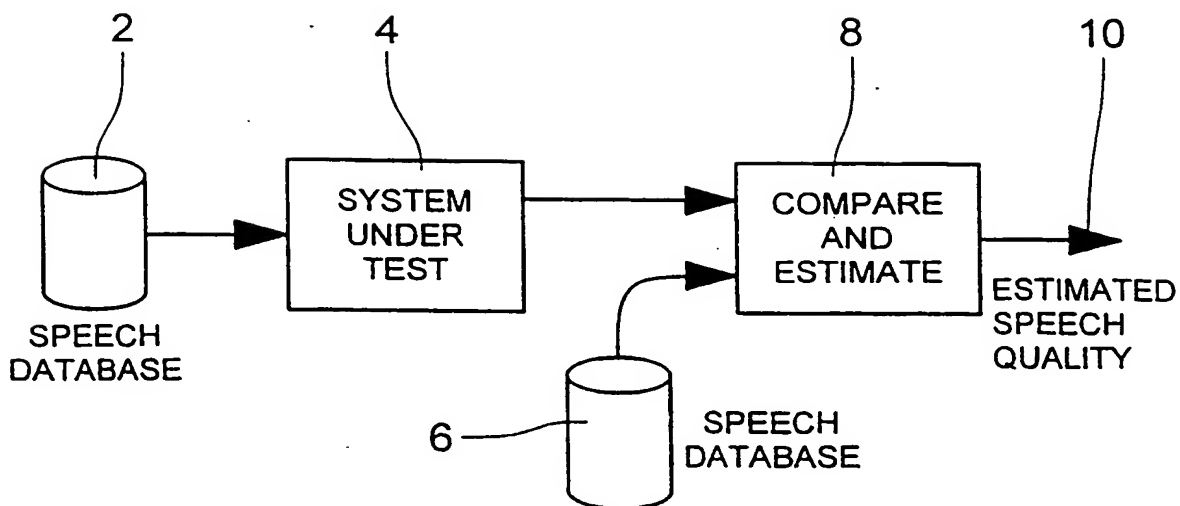 2
4
8
10
SYSTEM
UNDER
TEST
COMPARE
AND
ESTIMATE
SPEECH
DATABASE
ESTIMATED
SPEECH
QUALITY
6
SPEECH
DATABASE